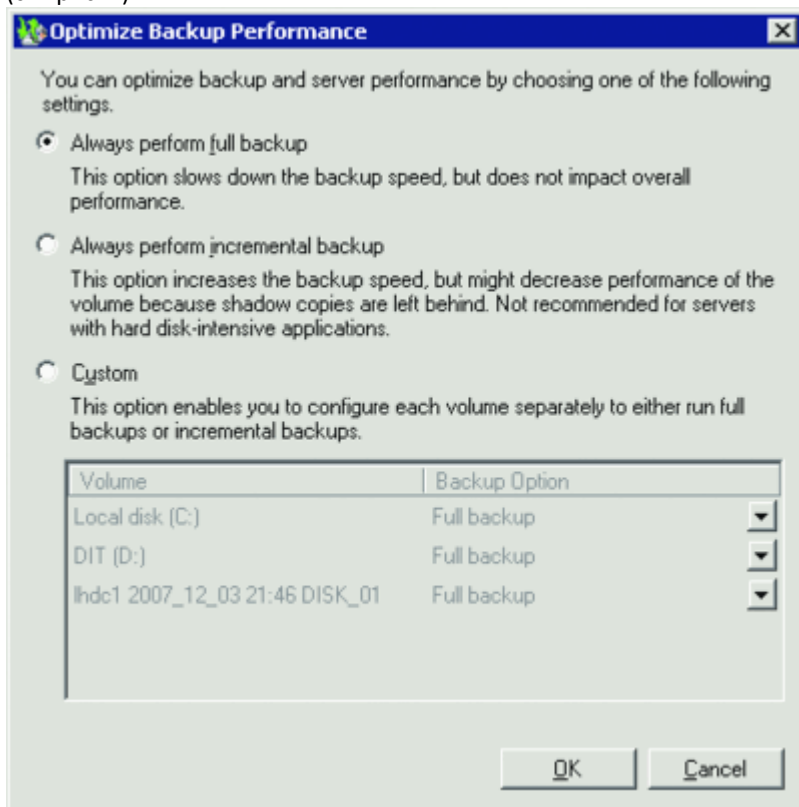 Optimize Backup Performance
You can optimize backup and server performance by choosing one of the following
settings.
Always perform full backup
This option slows down the backup speed, but does not impact overall
performance.
Always perform incremental backup
This option increases the backup speed, but might decrease performance of the
volume because shadow copies are left behind. Not recommended for servers
with hard disk-intensive applications.
Custom
This option enables you to configure each volume separately to either run full
backups or incremental backups.
Volume Backup Option
Local disk (C:) Full backup
DIT (D:) Full backup
lhdc1 2007_12_03 21:46 DISK_01 Full backup
OK Cancel